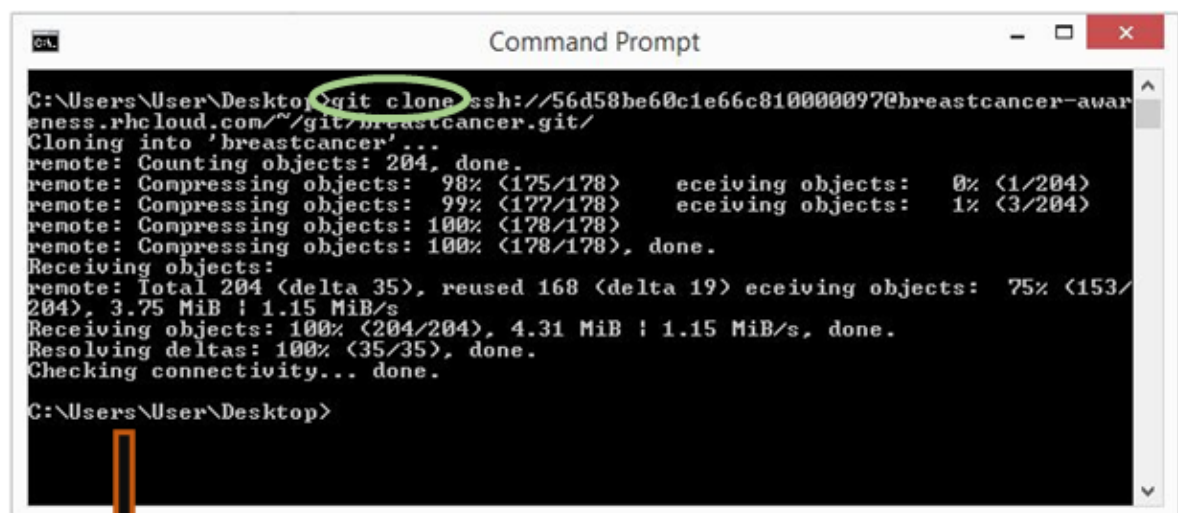 C:\.
Command Prompt
C:\Users\User\Desktop>git clone ssh://56d58be60c1e66c810000097@breastcancer-awar
eness.rhcloud.com/~/git/breastcancer.git/
Cloning into 'breastcancer'...
remote: Counting objects: 204, done.
remote: Compressing objects:  98% (175/178)    eceiving objects:   0% (1/204)
remote: Compressing objects:  99% (177/178)    eceiving objects:   1% (3/204)
remote: Compressing objects: 100% (178/178)
remote: Compressing objects: 100% (178/178), done.
Receiving objects:
remote: Total 204 (delta 35), reused 168 (delta 19) eceiving objects:  75% (153/
204), 3.75 MiB | 1.15 MiB/s
Receiving objects: 100% (204/204), 4.31 MiB | 1.15 MiB/s, done.
Resolving deltas: 100% (35/35), done.
Checking connectivity... done.
C:\Users\User\Desktop>